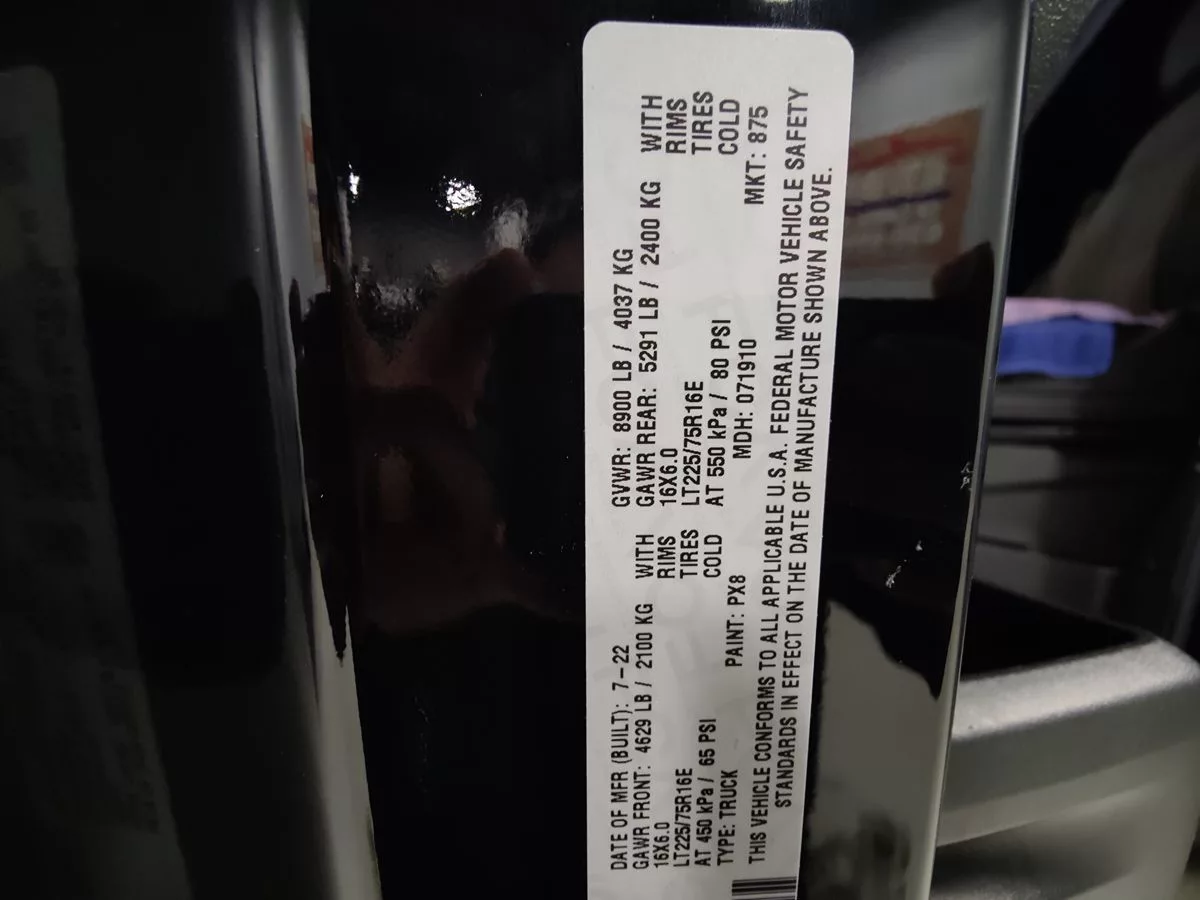 DATE OF MFR (BUILT): 7-22 GVWR: 8900 LB / 4037 KG
GAWR FRONT: 4629 LB / 2100 KG WITH GAWR REAR: 5291 LB / 2400 KG WITH
16X6.0 RIMS 16X6.0 RIMS
LT225/75R16E TIRES LT225/75R16E TIRES
AT 450 kPa / 65 PSI COLD AT 550 kPa / 80 PSI COLD
TYPE: TRUCK PAINT: PX8 MDH: 071910 MKT: 875
THIS VEHICLE CONFORMS TO ALL APPLICABLE U.S.A. FEDERAL MOTOR VEHICLE SAFETY
STANDARDS IN EFFECT ON THE DATE OF MANUFACTURE SHOWN ABOVE.